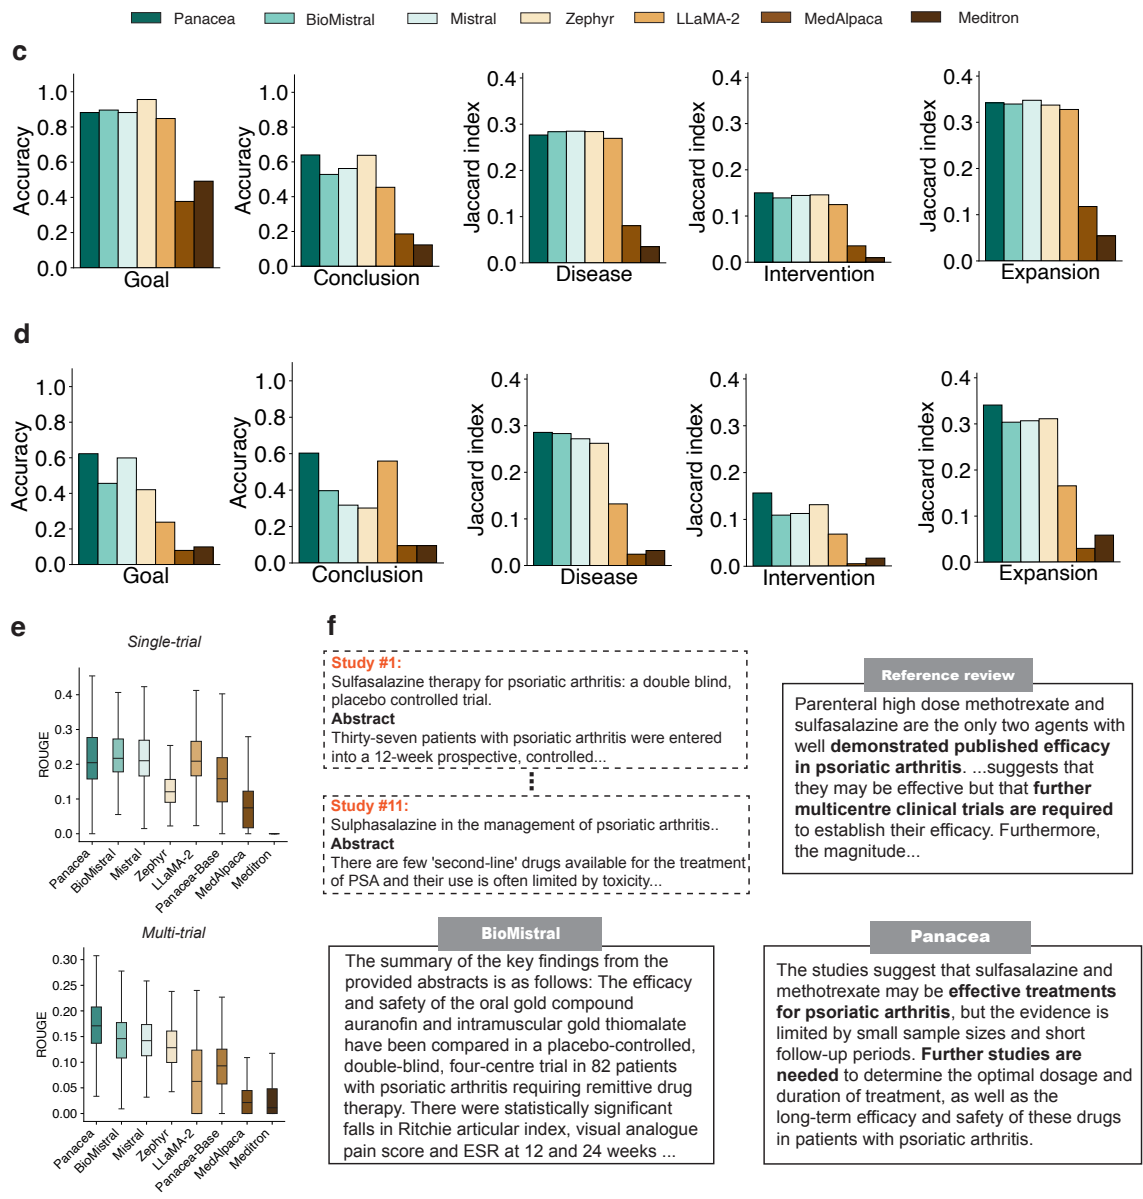 Panacea BioMistral Mistral Zephyr LLaMA-2 MedAlpaca Meditron
c
Accuracy
1.0
0.8
0.6
0.4
0.2
0.0
Goal
Accuracy
1.0
0.8
0.6
0.4
0.2
0.0
Conclusion
Jaccard index
0.4
0.3
0.2
0.1
0.0
Disease
Jaccard index
0.4
0.3
0.2
0.1
0.0
Intervention
Jaccard index
0.4
0.3
0.2
0.1
0.0
Expansion
d
Accuracy
1.0
0.8
0.6
0.4
0.2
0.0
Goal
Accuracy
1.0
0.8
0.6
0.4
0.2
0.0
Conclusion
Jaccard index
0.4
0.3
0.2
0.1
0.0
Disease
Jaccard index
0.4
0.3
0.2
0.1
0.0
Intervention
Jaccard index
0.4
0.3
0.2
0.1
0.0
Expansion
e
Single-trial
ROUGE
0.4
0.3
0.2
0.1
0.0
Panacea
BioMistral
Mistral
Zephyr
LLaMA-2
Panacea-Base
MedAlpaca
Meditron
Multi-trial
ROUGE
0.30
0.25
0.20
0.15
0.10
0.05
0.00
Panacea
BioMistral
Mistral
Zephyr
LLaMA-2
Panacea-Base
MedAlpaca
Meditron
f
Study #1:
Sulfasalazine therapy for psoriatic arthritis: a double blind,
placebo controlled trial.
Abstract
Thirty-seven patients with psoriatic arthritis were entered
into a 12-week prospective, controlled...
Study #11:
Sulphasalazine in the management of psoriatic arthritis..
Abstract
There are few 'second-line' drugs available for the treatment
of PSA and their use is often limited by toxicity...
Reference review
Parenteral high dose methotrexate and
sulfasalazine are the only two agents with
well demonstrated published efficacy
in psoriatic arthritis. ...suggests that
they may be effective but that further
multicentre clinical trials are required
to establish their efficacy. Furthermore,
the magnitude...
BioMistral
The summary of the key findings from the
provided abstracts is as follows: The efficacy
and safety of the oral gold compound
auranofin and intramuscular gold thiomalate
have been compared in a placebo-controlled,
double-blind, four-centre trial in 82 patients
with psoriatic arthritis requiring remittive drug
therapy. There were statistically significant
falls in Ritchie articular index, visual analogue
pain score and ESR at 12 and 24 weeks ...
Panacea
The studies suggest that sulfasalazine and
methotrexate may be effective treatments
for psoriatic arthritis, but the evidence is
limited by small sample sizes and short
follow-up periods. Further studies are
needed to determine the optimal dosage and
duration of treatment, as well as the
long-term efficacy and safety of these drugs
in patients with psoriatic arthritis.